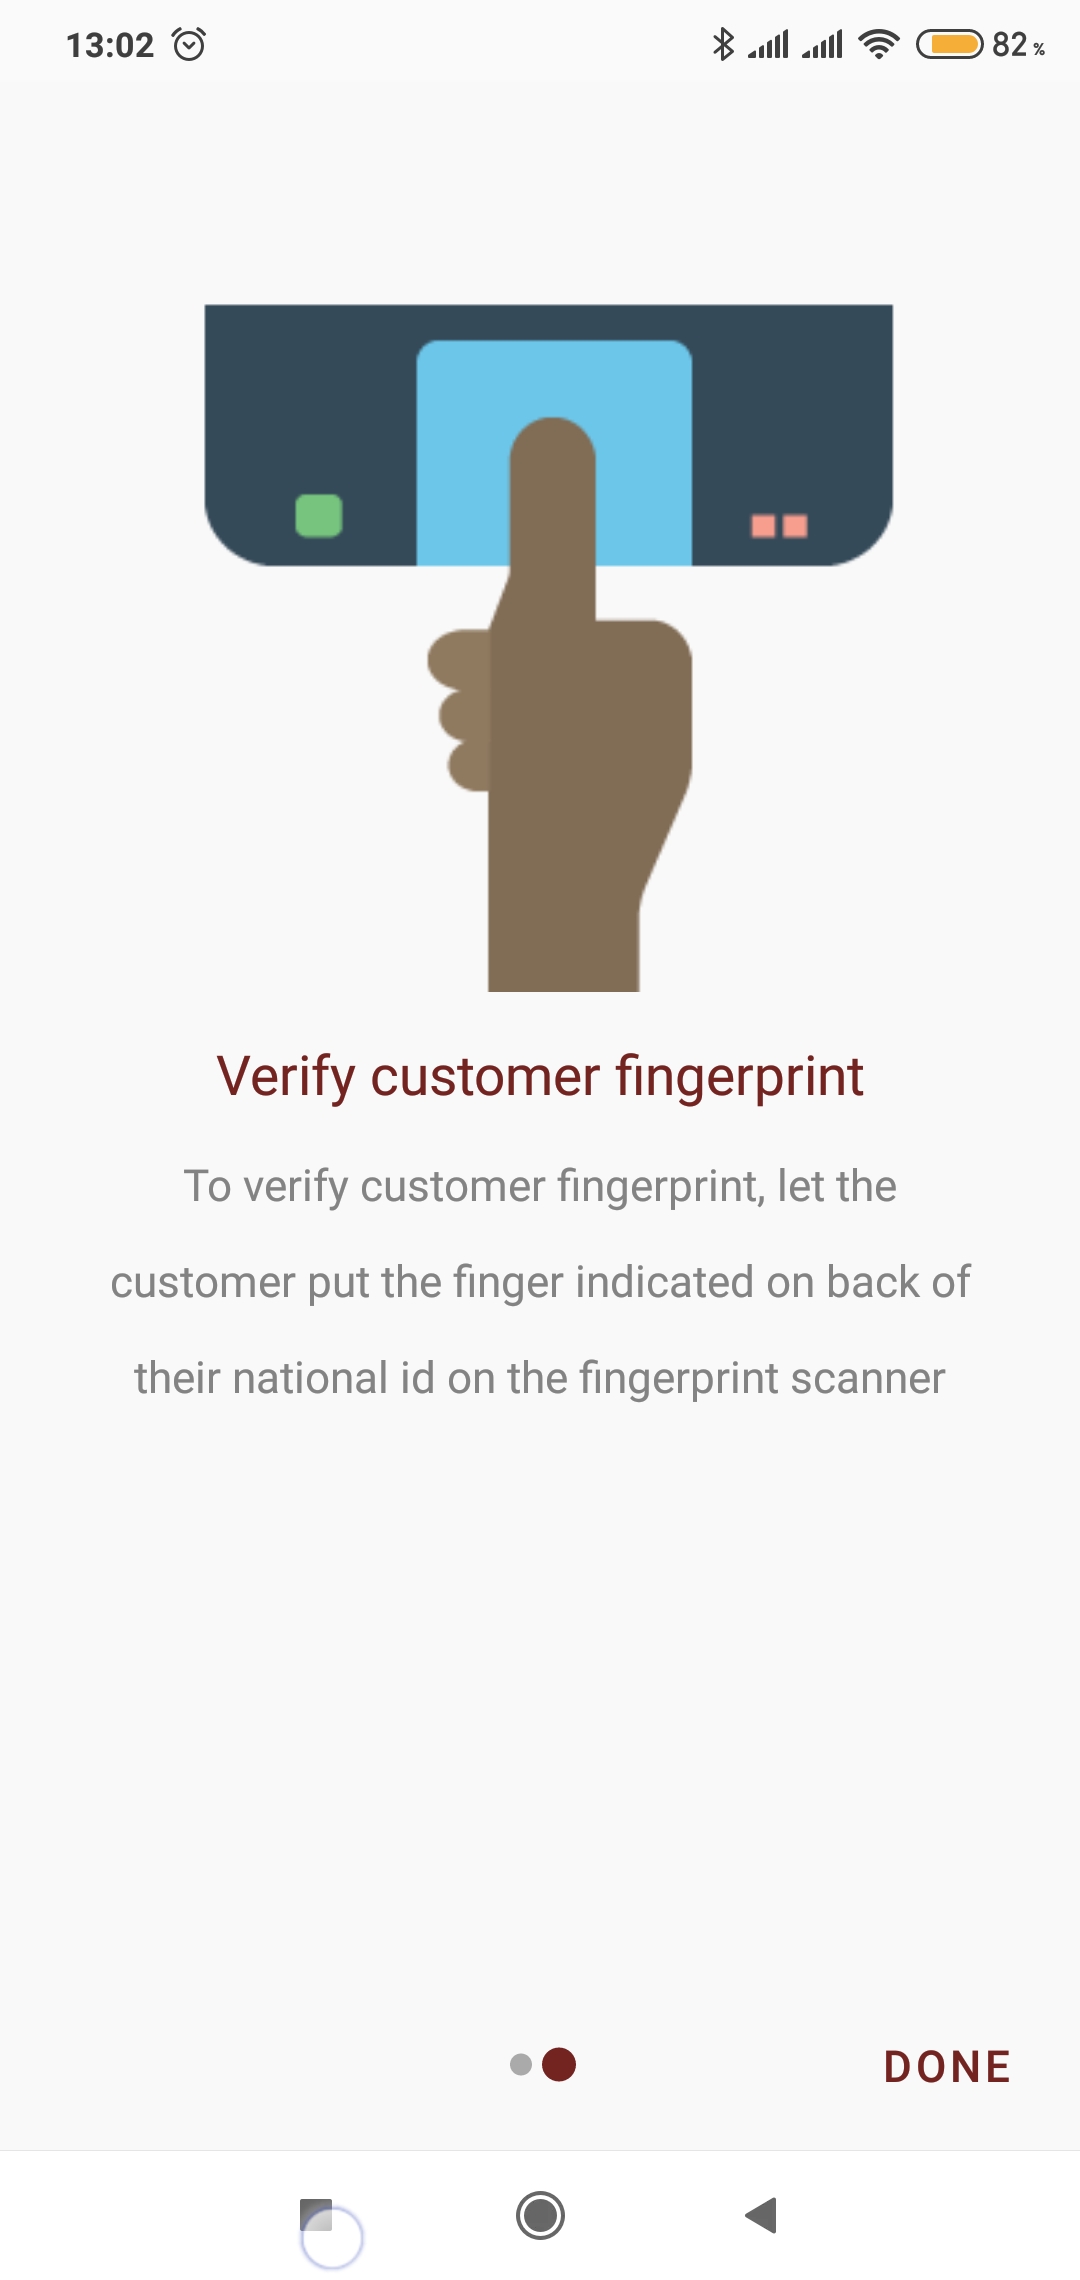 13:02
82 %
Verify customer fingerprint
To verify customer fingerprint, let the
customer put the finger indicated on back of
their national id on the fingerprint scanner
DONE